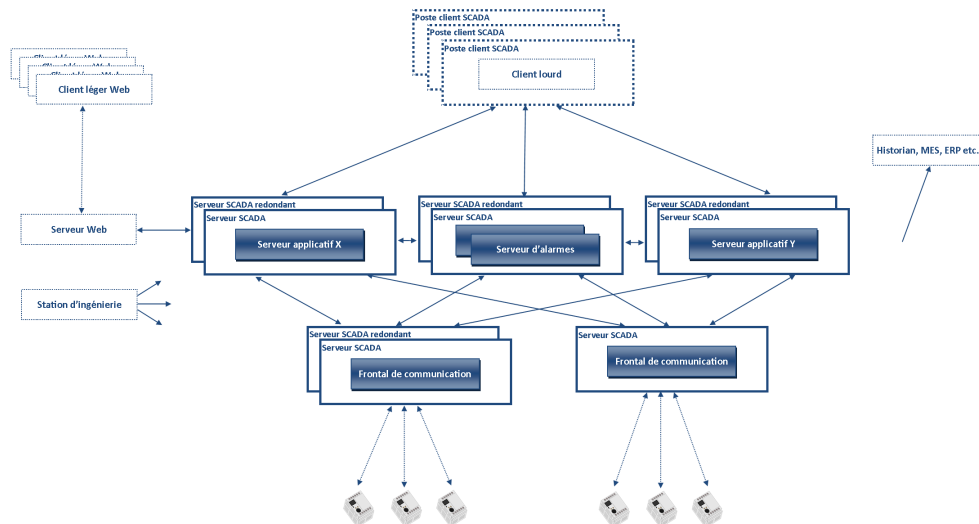 Poste client SCADA
Poste client SCADA
Poste client SCADA
Client lourd
Client léger Web
Historian, MES, ERP etc.
Serveur SCADA redondant
Serveur SCADA
Serveur applicatif X
Serveur SCADA redondant
Serveur SCADA
Serveur d'alarmes
Serveur SCADA redondant
Serveur SCADA
Serveur applicatif Y
Serveur Web
Station d'ingénierie
Serveur SCADA redondant
Serveur SCADA
Frontal de communication
Serveur SCADA
Frontal de communication